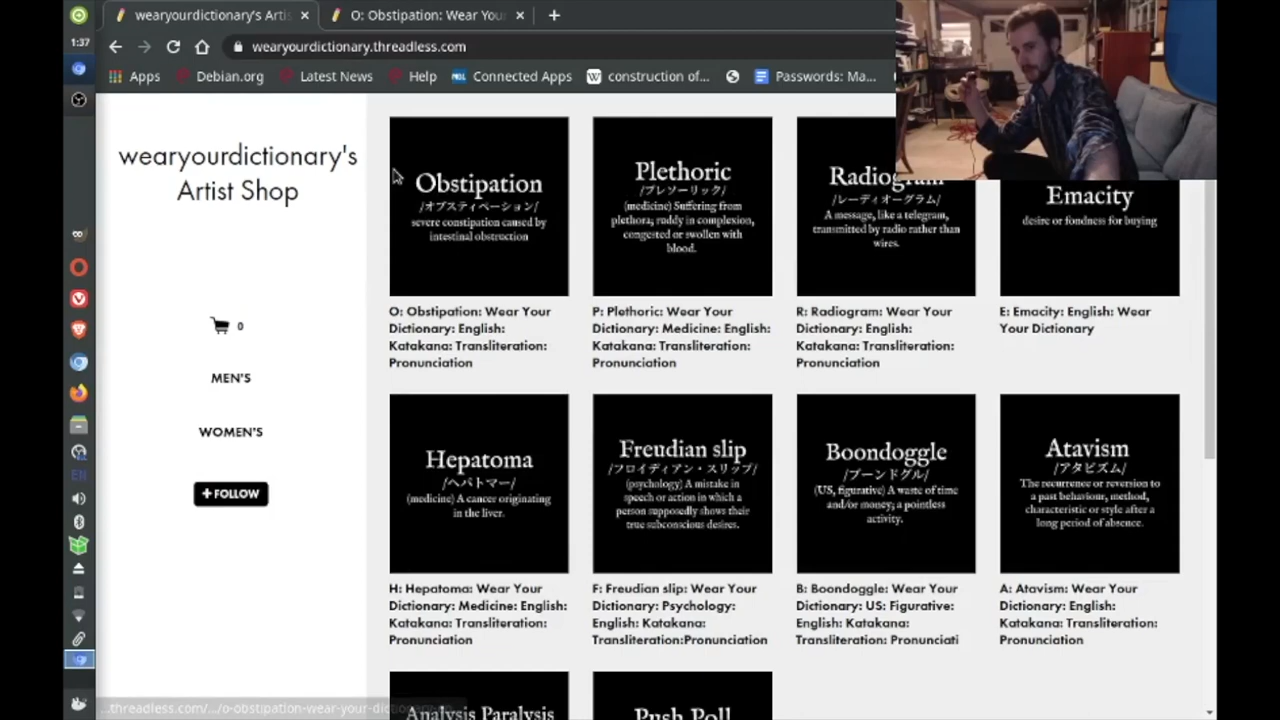 wearyourdictionary's Artis
O: Obstipation: Wear Your
1:37
wearyourdictionary.threadless.com
Apps
Debian.org
Latest News
Help
Connected Apps
construction of...
Passwords: Ma...
wearyourdictionary's
Artist Shop
0
MEN'S
WOMEN'S
+FOLLOW
EN
Obstipation
/オブスティペーション/
severe constipation caused by
intestinal obstruction
O: Obstipation: Wear Your
Dictionary: English:
Katakana: Transliteration:
Pronunciation
Plethoric
/プレソーリック/
(medicine) Suffering from
plethora; ruddy in complexion,
congested or swollen with
blood.
P: Plethoric: Wear Your
Dictionary: Medicine: English:
Katakana: Transliteration:
Pronunciation
Radiogram
/レーディオーグラム/
A message, like a telegram,
transmitted by radio rather than
wires.
R: Radiogram: Wear Your
Dictionary: English:
Katakana: Transliteration:
Pronunciation
Emacity
desire or fondness for buying
E: Emacity: English: Wear
Your Dictionary
Hepatoma
/ヘパトマー/
(medicine) A cancer originating
in the liver.
H: Hepatoma: Wear Your
Dictionary: Medicine: English:
Katakana: Transliteration:
Pronunciation
Freudian slip
/フロイディアン・スリップ/
(psychology) A mistake in
speech or action in which a
person supposedly shows their
true subconscious desires.
F: Freudian slip: Wear Your
Dictionary: Psychology:
English: Katakana:
Transliteration:Pronunciation
Boondoggle
/ブーンドグル/
(US, figurative) A waste of time
and/or money; a pointless
activity.
B: Boondoggle: Wear Your
Dictionary: US: Figurative:
English: Katakana:
Transliteration: Pronunciati
Atavism
/アタビズム/
The recurrence or reversion to
a past behaviour, method,
characteristic or style after a
long period of absence.
A: Atavism: Wear Your
Dictionary: English:
Katakana: Transliteration:
Pronunciation
Analysis Paralysis
Push Poll